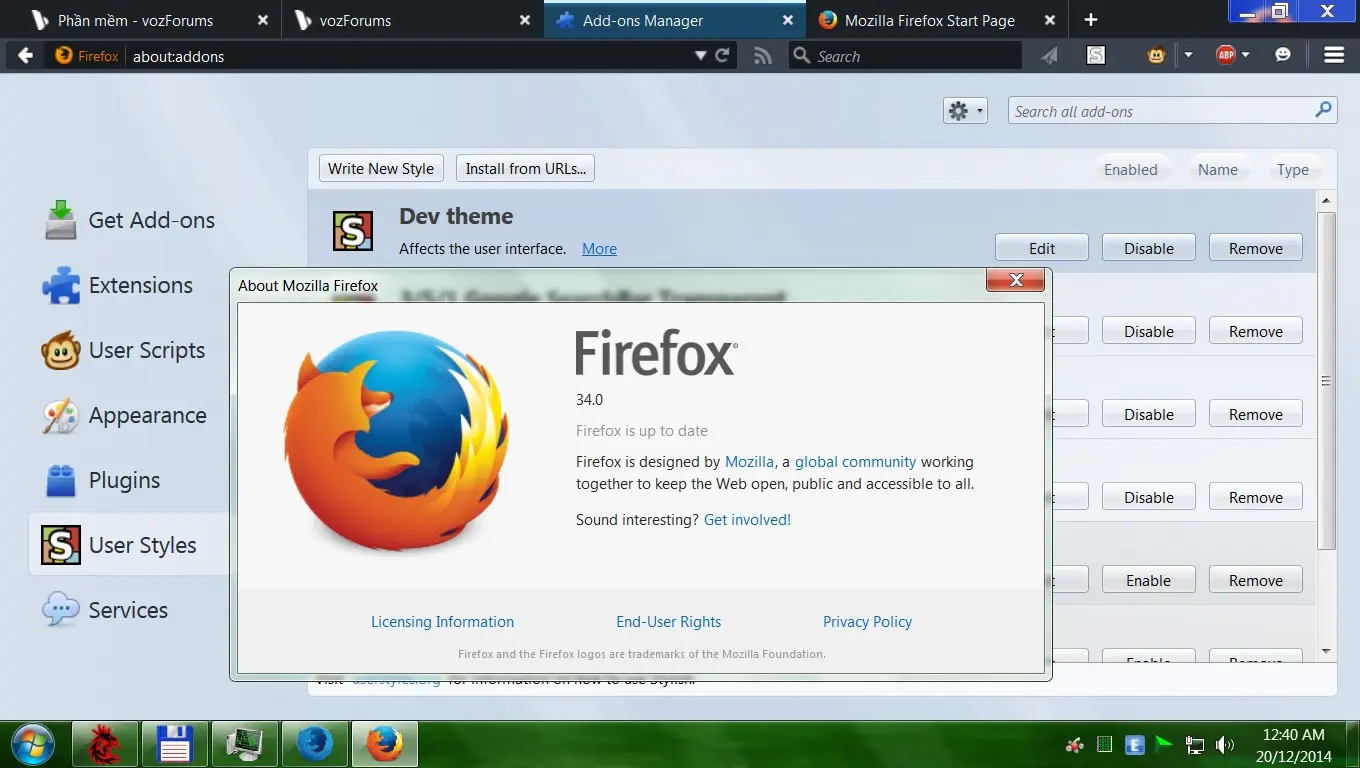 Phần mềm - vozForums
vozForums
Add-ons Manager
Mozilla Firefox Start Page
Firefox
about:addons
Search
ABP
Search all add-ons
Write New Style
Install from URLs...
Enabled
Name
Type
Get Add-ons
Extensions
User Scripts
Appearance
Plugins
User Styles
Services
Dev theme
Affects the user interface. More
Edit
Disable
Remove
Disable
Remove
Disable
Remove
Disable
Remove
Enable
Remove
Enable
Remove
About Mozilla Firefox
Firefox
34.0
Firefox is up to date
Firefox is designed by Mozilla, a global community working
together to keep the Web open, public and accessible to all.
Sound interesting? Get involved!
Licensing Information
End-User Rights
Privacy Policy
Firefox and the Firefox logos are trademarks of the Mozilla Foundation.
Visit userstyles.org for information on how to use Stylish.
12:40 AM
20/12/2014